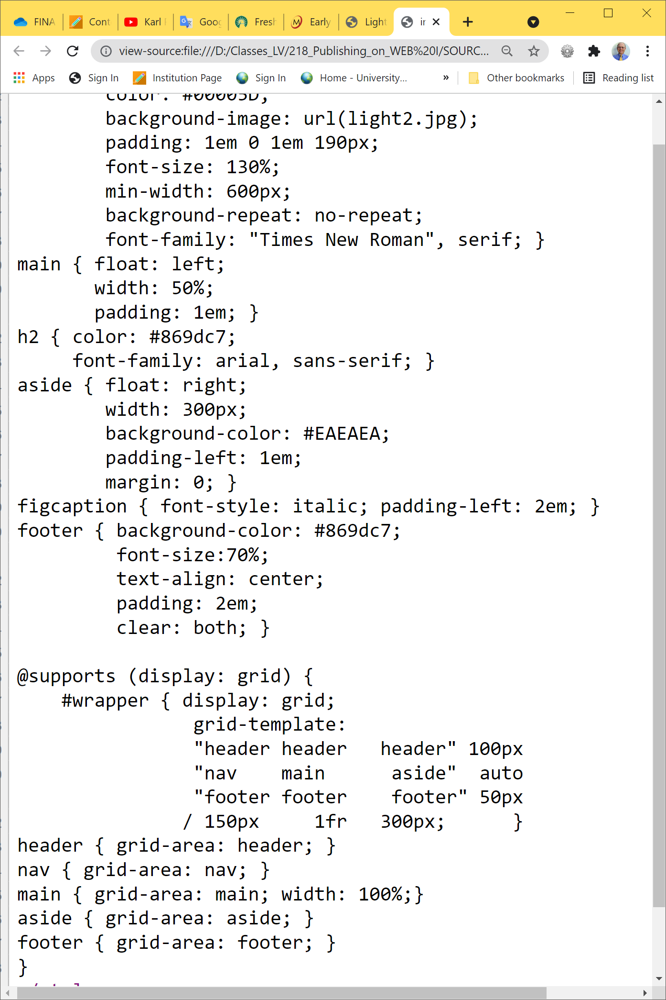 FINA Cont Karl Goog Fresh Early Light
view-source:file:///D:/Classes_LV/218_Publishing_on_WEB%20I/SOURC...
Apps Sign In Institution Page Sign In Home - University... » Other bookmarks Reading list
color: #00005D;
background-image: url(light2.jpg);
padding: 1em 0 1em 190px;
font-size: 130%;
min-width: 600px;
background-repeat: no-repeat;
font-family: "Times New Roman", serif; }
main { float: left;
width: 50%;
padding: 1em; }
h2 { color: #869dc7;
font-family: arial, sans-serif; }
aside { float: right;
width: 300px;
background-color: #EAEAEA;
padding-left: 1em;
margin: 0; }
figcaption { font-style: italic; padding-left: 2em; }
footer { background-color: #869dc7;
font-size:70%;
text-align: center;
padding: 2em;
clear: both; }
@supports (display: grid) {
#wrapper { display: grid;
grid-template:
"header header header" 100px
"nav main aside" auto
"footer footer footer" 50px
/ 150px 1fr 300px; }
header { grid-area: header; }
nav { grid-area: nav; }
main { grid-area: main; width: 100%;}
aside { grid-area: aside; }
footer { grid-area: footer; }
}